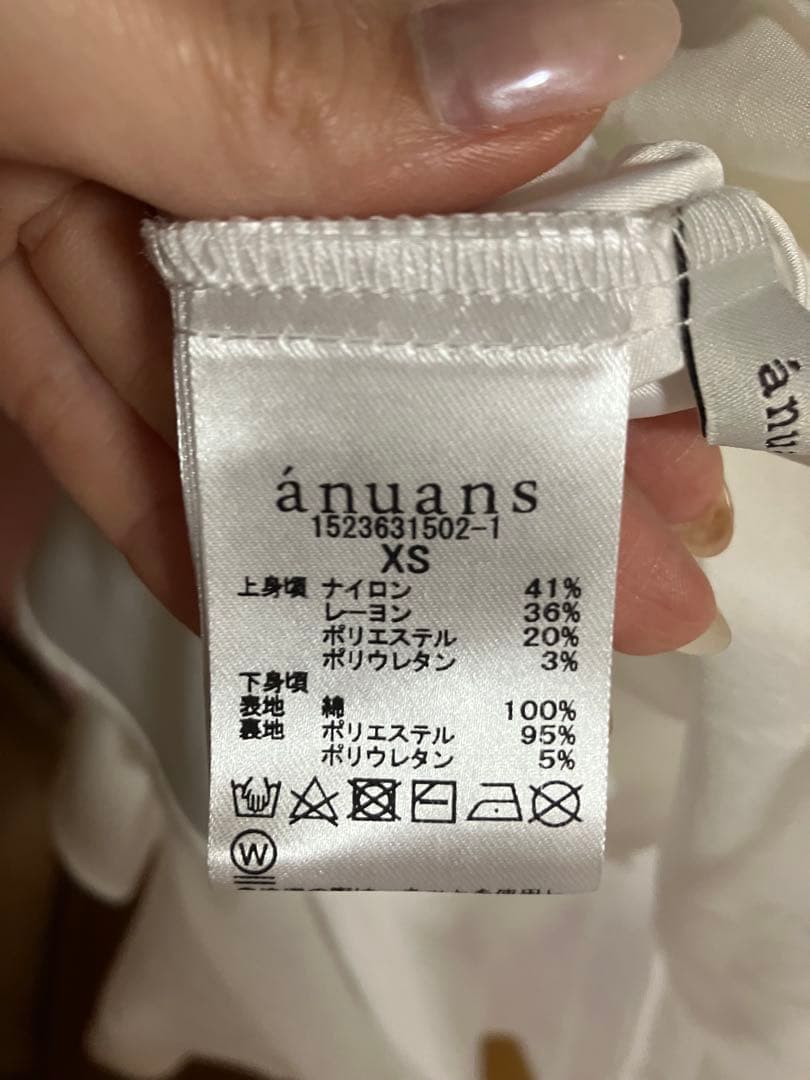 ánuans
1523631502-1
XS
上身頃 ナイロン 41%
レーヨン 36%
ポリエステル 20%
ポリウレタン 3%
下身頃
表地 綿 100%
裏地 ポリエステル 95%
ポリウレタン 5%
W
ánu